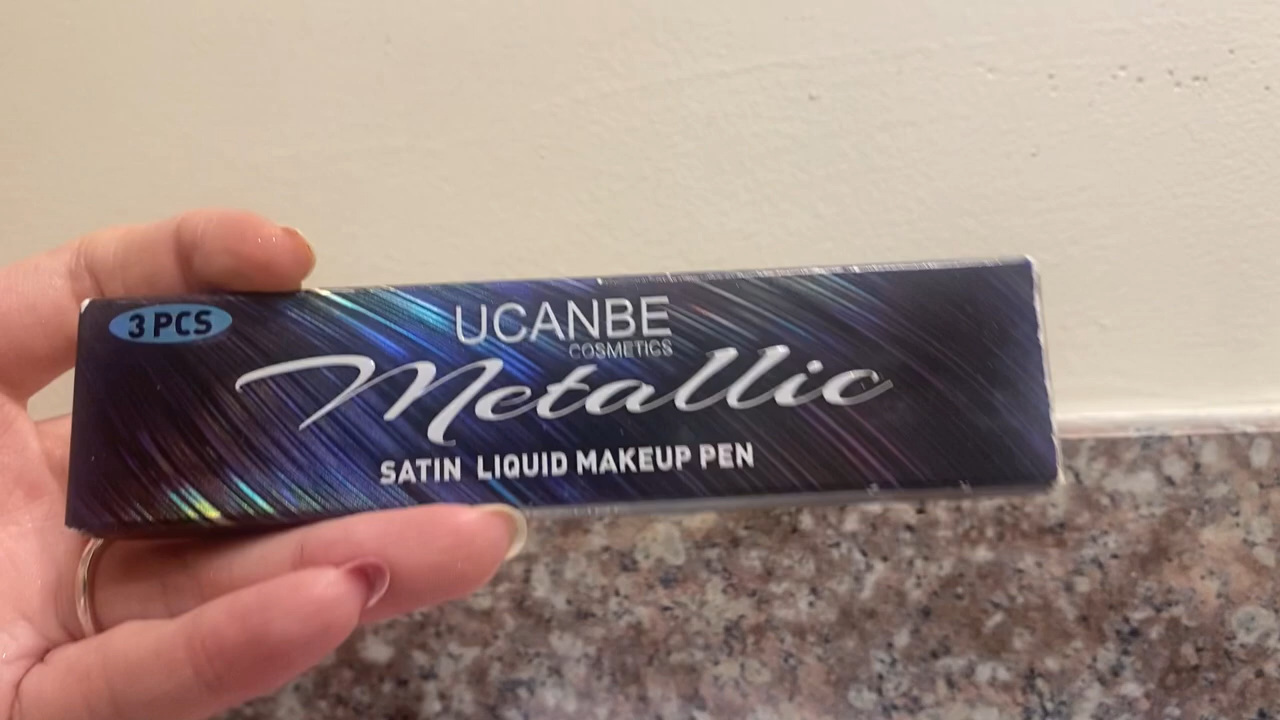 3 PCS
UCANBE
COSMETICS
Metallic
SATIN LIQUID MAKEUP PEN